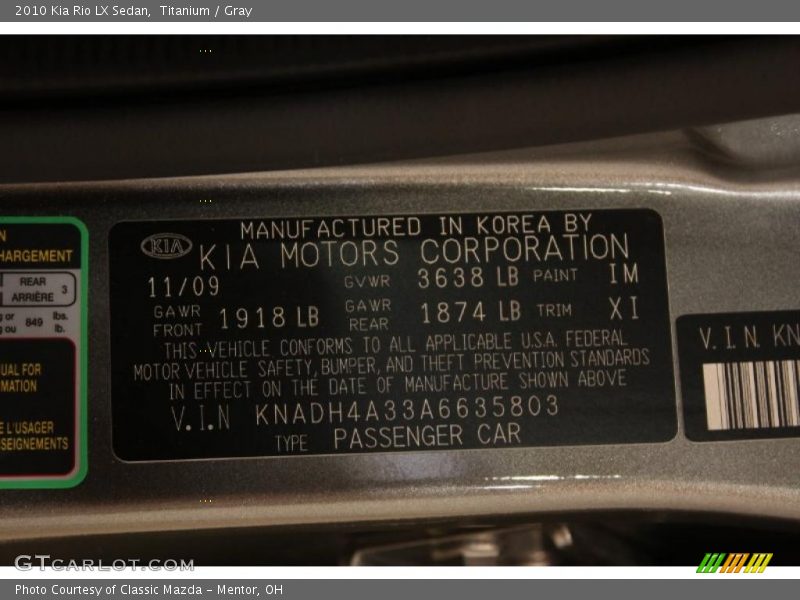 2010 Kia Rio LX Sedan, Titanium / Gray
HARGEMENT
REAR
ARRIÈRE 3
849 lbs.
lb.
UAL FOR
MATION
E L'USAGER
SEIGNEMENTS
MANUFACTURED IN KOREA BY
KIA KIA MOTORS CORPORATION
11/09 GVWR 3638 LB PAINT IM
GAWR FRONT 1918 LB GAWR REAR 1874 LB TRIM XI
THIS VEHICLE CONFORMS TO ALL APPLICABLE U.S.A. FEDERAL
MOTOR VEHICLE SAFETY, BUMPER, AND THEFT PREVENTION STANDARDS
IN EFFECT ON THE DATE OF MANUFACTURE SHOWN ABOVE
V.I.N KNADH4A33A6635803
TYPE PASSENGER CAR
V.I.N. KN
GTCARLOT.COM
Photo Courtesy of Classic Mazda - Mentor, OH